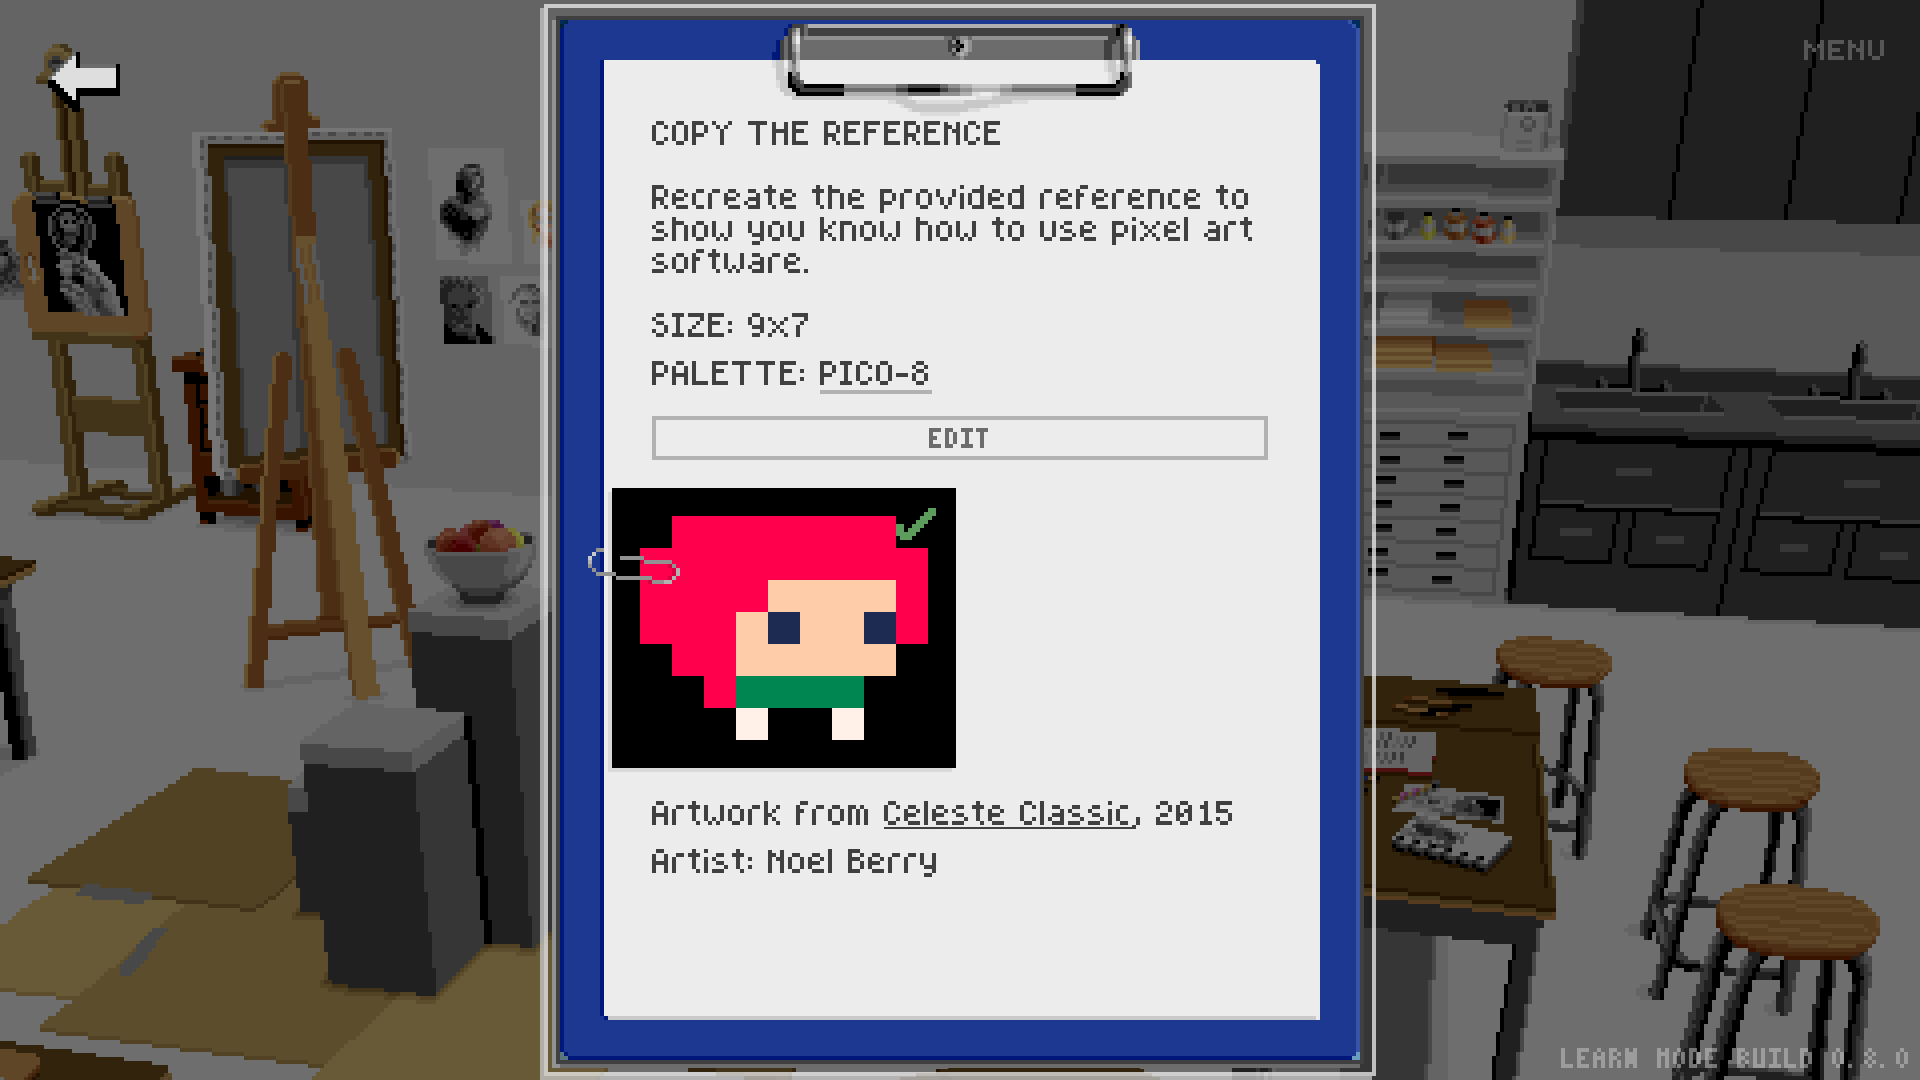 MENU
COPY THE REFERENCE
Recreate the provided reference to
show you know how to use pixel art
software.
SIZE: 9x7
PALETTE: PICO-8
EDIT
Artwork from Celeste Classic, 2015
Artist: Noel Berry
LEARN MODE BUILD 0.3.0